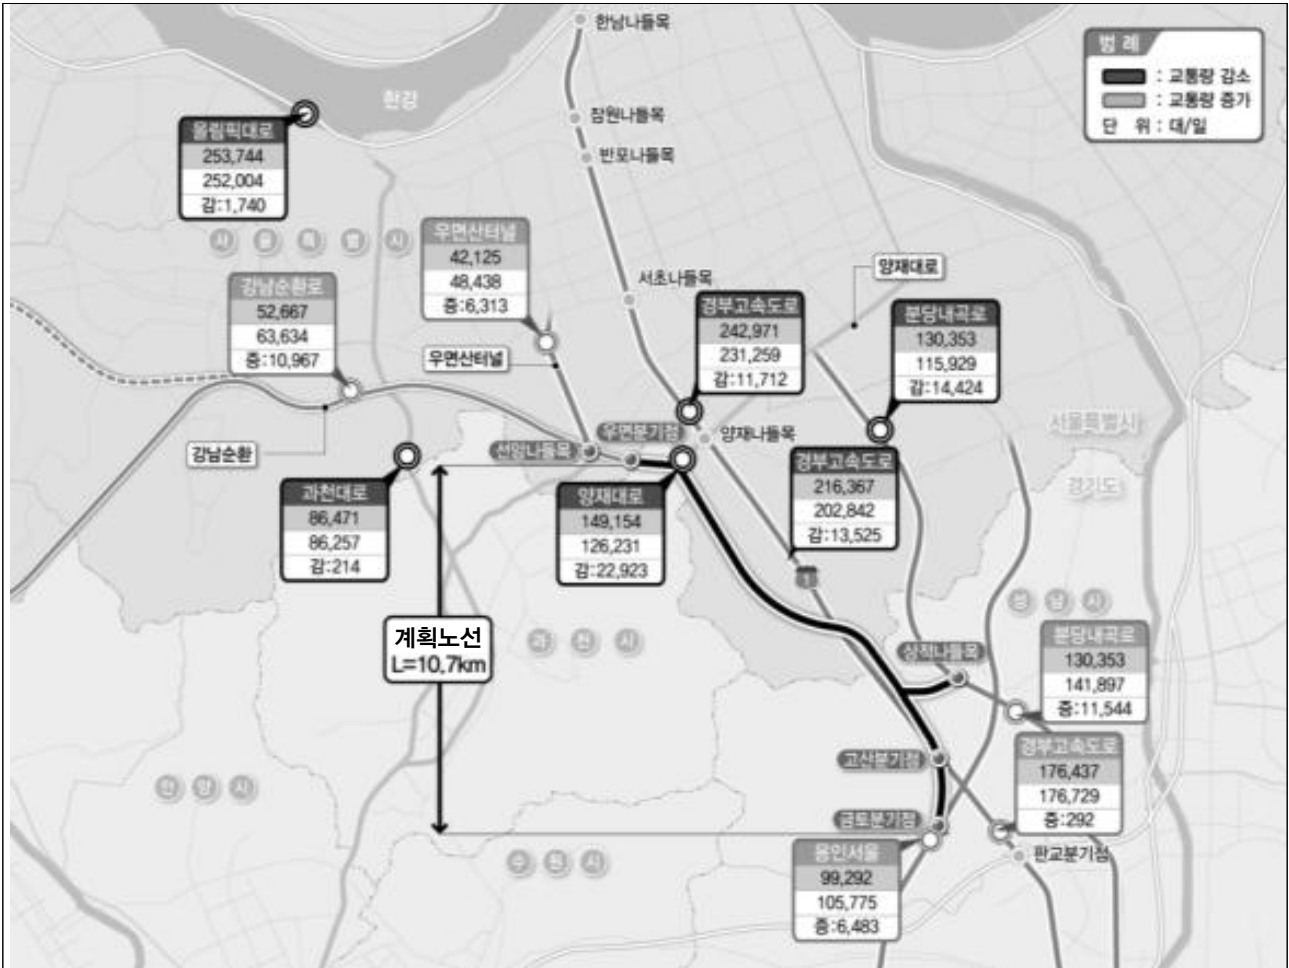 한남나들목
범 례
: 교통량 감소
: 교통량 증가
단 위 : 대/일
한강
잠원나들목
반포나들목
올림픽대로
253,744
252,004
감:1,740
서 울 특 별 시
우면산터널
42,125
48,438
증:6,313
양재대로
서초나들목
강남순환로
52,667
63,634
증:10,967
경부고속도로
242,971
231,259
감:11,712
분당내곡로
130,353
115,929
감:14,424
우면산터널
서울특별시
우면분기점
양재나들목
선암나들목
강남순환
경부고속도로
216,367
202,842
감:13,525
경기도
과천대로
86,471
86,257
감:214
양재대로
149,154
126,231
감:22,923
1
성 남 시
계획노선
L=10.7km
과 천 시
상적나들목
분당내곡로
130,353
141,897
증:11,544
고산분기점
경부고속도로
176,437
176,729
증:292
안 양 시
금토분기점
판교분기점
용인서울
99,292
105,775
증:6,483
수 원 시